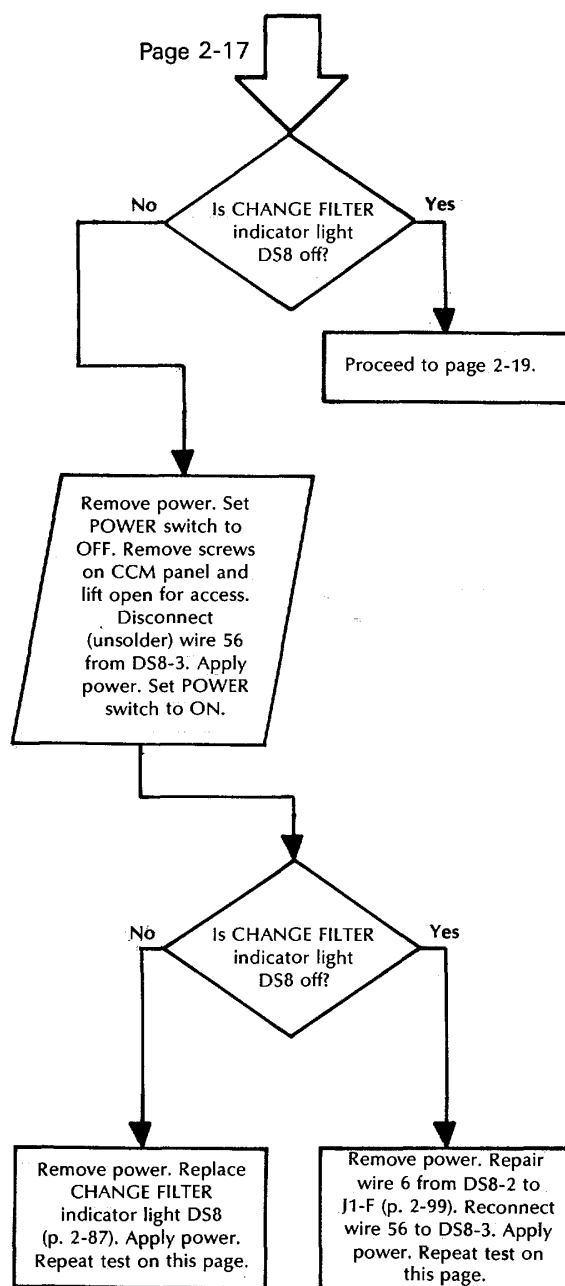 Page 2-17
Is CHANGE FILTER
indicator light
DS8 off?
No
Yes
Proceed to page 2-19.
Remove power. Set
POWER switch to
OFF. Remove screws
on CCM panel and
lift open for access.
Disconnect
(unsolder) wire 56
from DS8-3. Apply
power. Set POWER
switch to ON.
Is CHANGE FILTER
indicator light
DS8 off?
No
Yes
Remove power. Replace
CHANGE FILTER
indicator light DS8
(p. 2-87). Apply power.
Repeat test on this page.
Remove power. Repair
wire 6 from DS8-2 to
J1-F (p. 2-99). Reconnect
wire 56 to DS8-3. Apply
power. Repeat test on
this page.